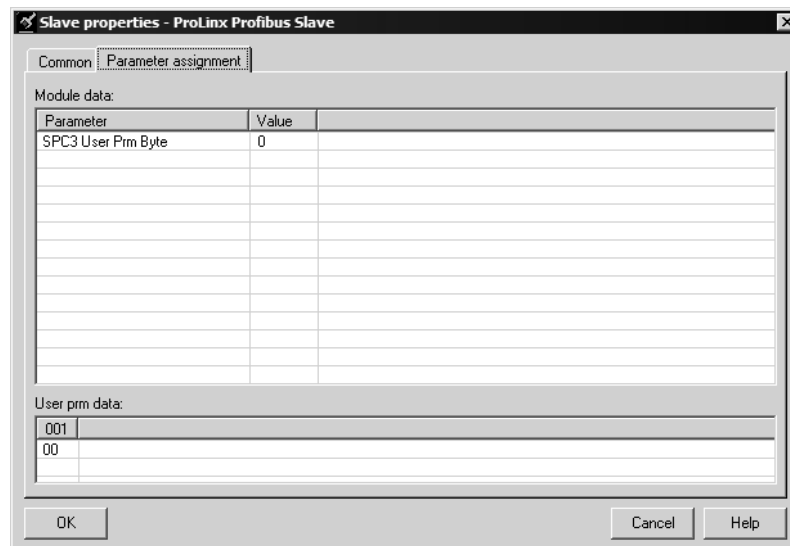 Slave properties - ProLinx Profibus Slave
Common Parameter assignment
Module data:
Parameter Value
SPC3 User Prm Byte 0
User prm data:
001
00
OK Cancel Help